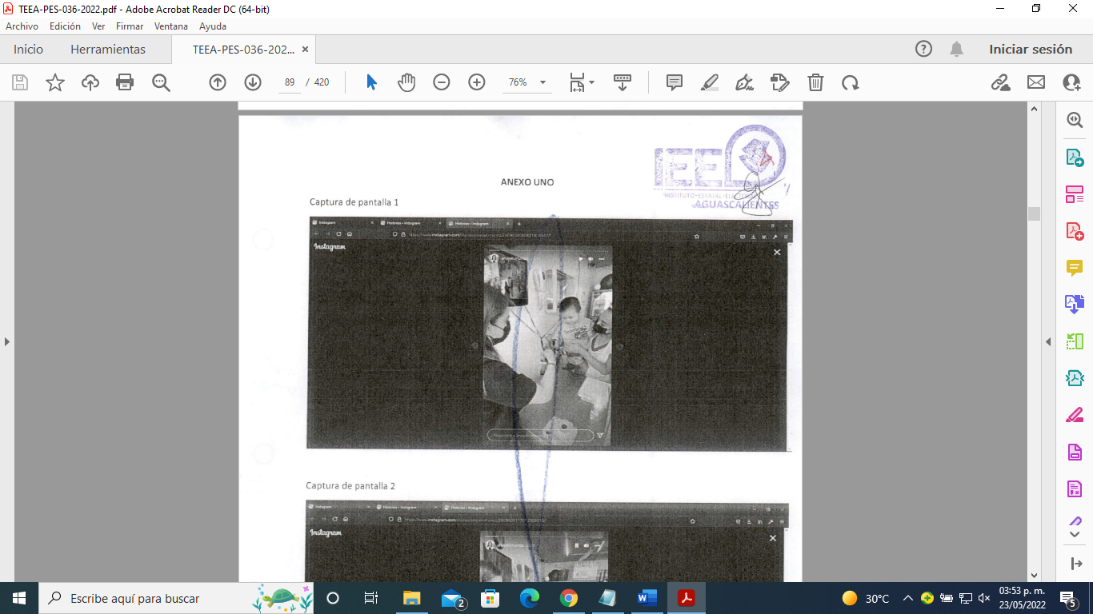 TEEA-PES-036-2022.pdf - Adobe Acrobat Reader DC (64-bit)
Archivo Edición Ver Firmar Ventana Ayuda
Inicio Herramientas TEEA-PES-036-202... × Iniciar sesión
89 / 420 76%
IEE
AGUASCALIENTES
ANEXO UNO
Captura de pantalla 1
Instagram
Captura de pantalla 2
Instagram
Escribe aquí para buscar
2
30°C
03:53 p. m.
23/05/2022
5